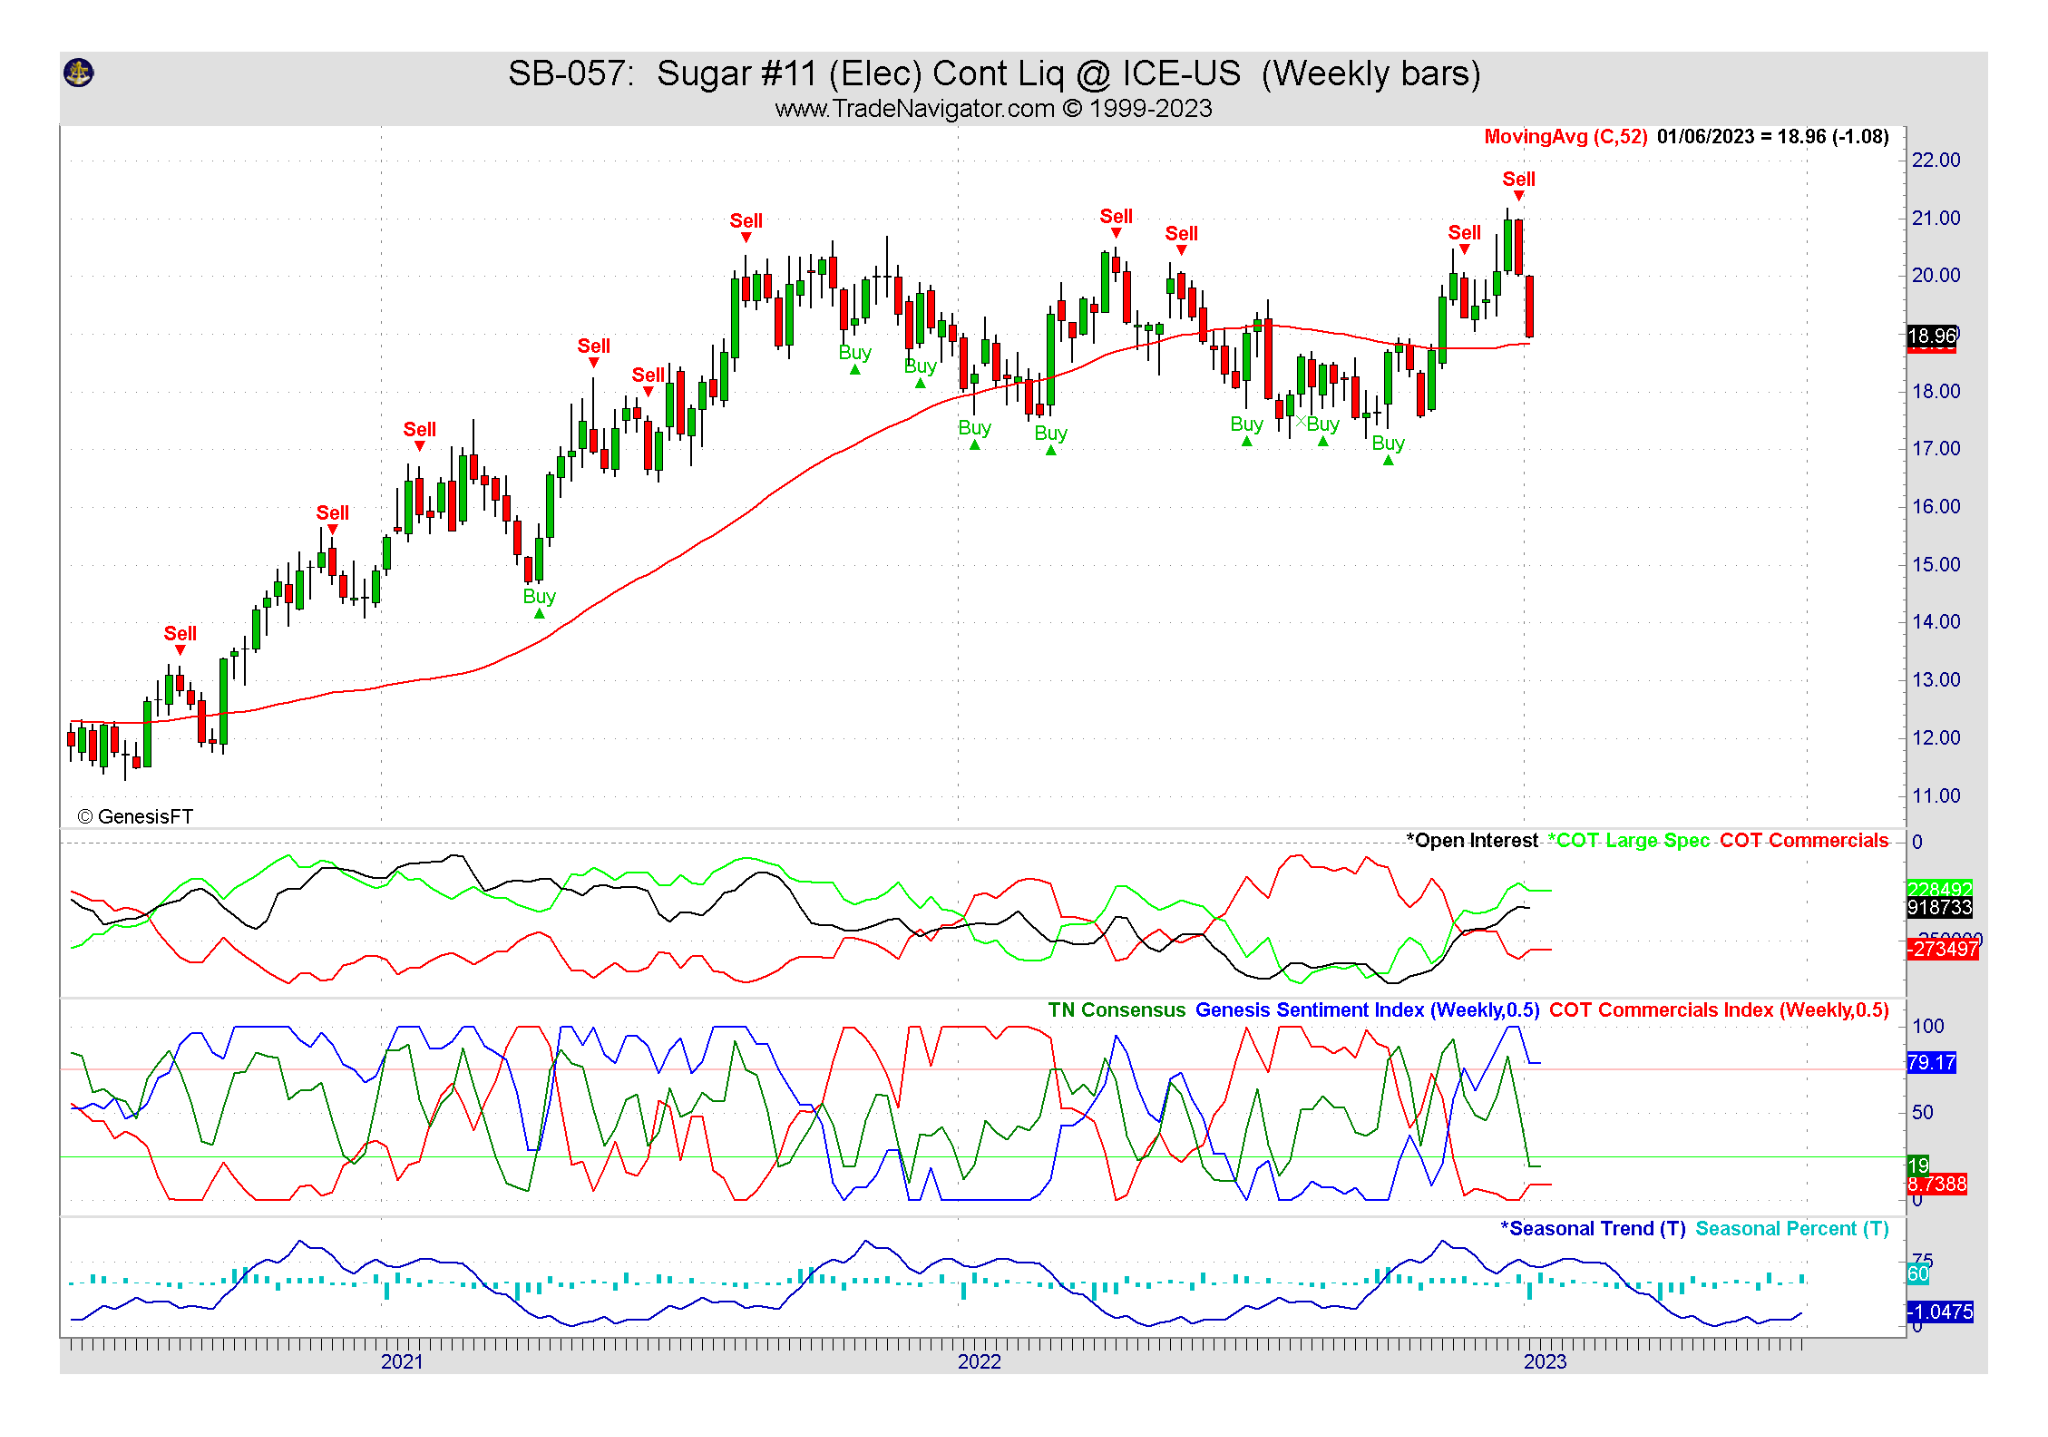 SB-057:  Sugar #11 (Elec) Cont Liq @ ICE-US  (Weekly bars)
www.TradeNavigator.com © 1999-2023
MovingAvg (C,52) 01/06/2023 = 18.96 (-1.08)
22.00
Sell
21.00
Sell
Sell
Sell
Sell
20.00
18.96
Sell
Buy
Buy
Sell
18.00
Sell
Buy
Buy
Buy
Buy
Buy
17.00
Sell
16.00
15.00
Buy
14.00
Sell
13.00
12.00
11.00
© GenesisFT
*Open Interest *COT Large Spec COT Commercials
0
228492
918733
-273497
TN Consensus Genesis Sentiment Index (Weekly,0.5) COT Commercials Index (Weekly,0.5)
100
79.17
50
19
8.7388
0
*Seasonal Trend (T) Seasonal Percent (T)
75
60
-1.0475
0
2021 2022 2023